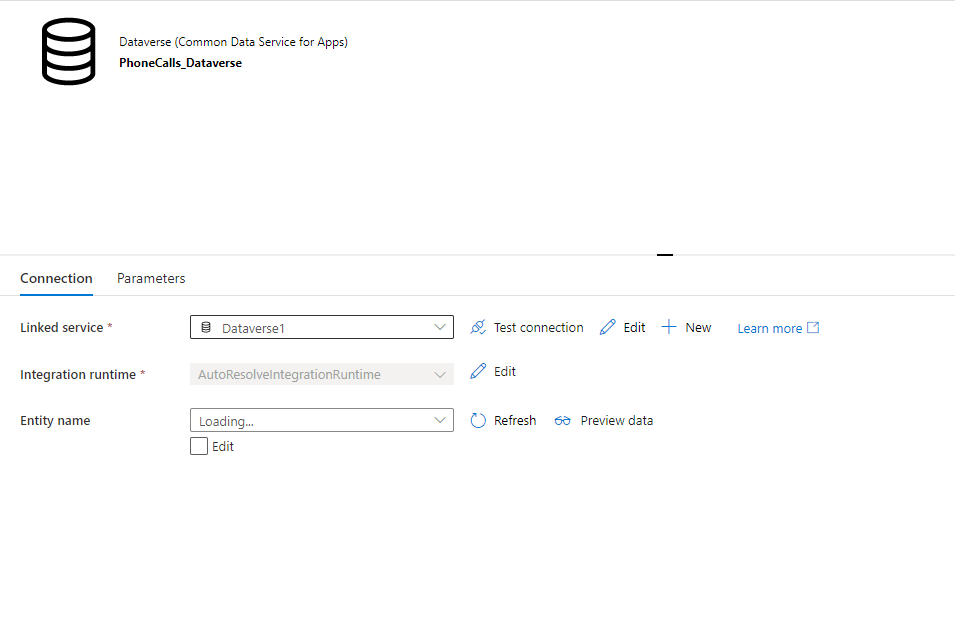 Dataverse (Common Data Service for Apps)
PhoneCalls_Dataverse
Connection Parameters
Linked service * Dataverse1 Test connection Edit New Learn more
Integration runtime * AutoResolveIntegrationRuntime Edit
Entity name Loading... Refresh Preview data
Edit